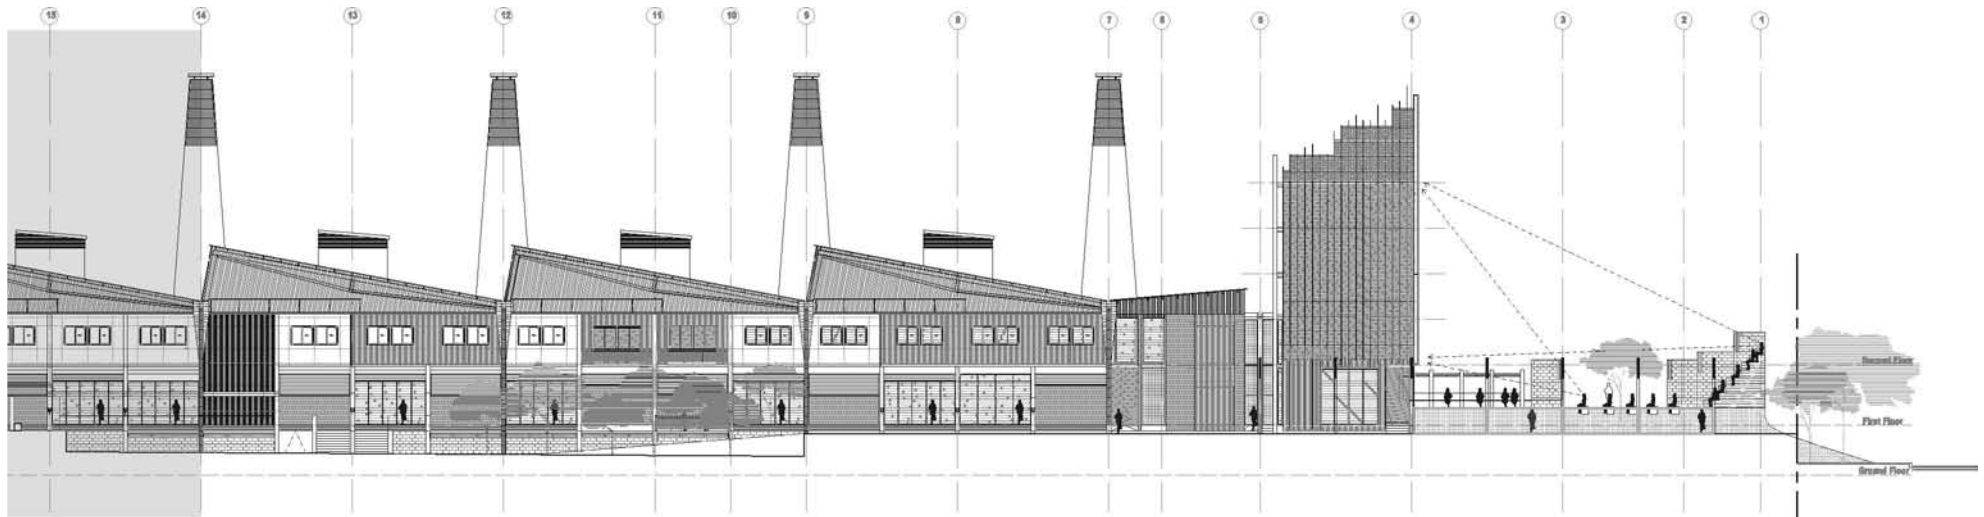 15 14 13 12 11 10 9 8 7 6 5 4 3 2 1
Second Floor
First Floor
Ground Floor